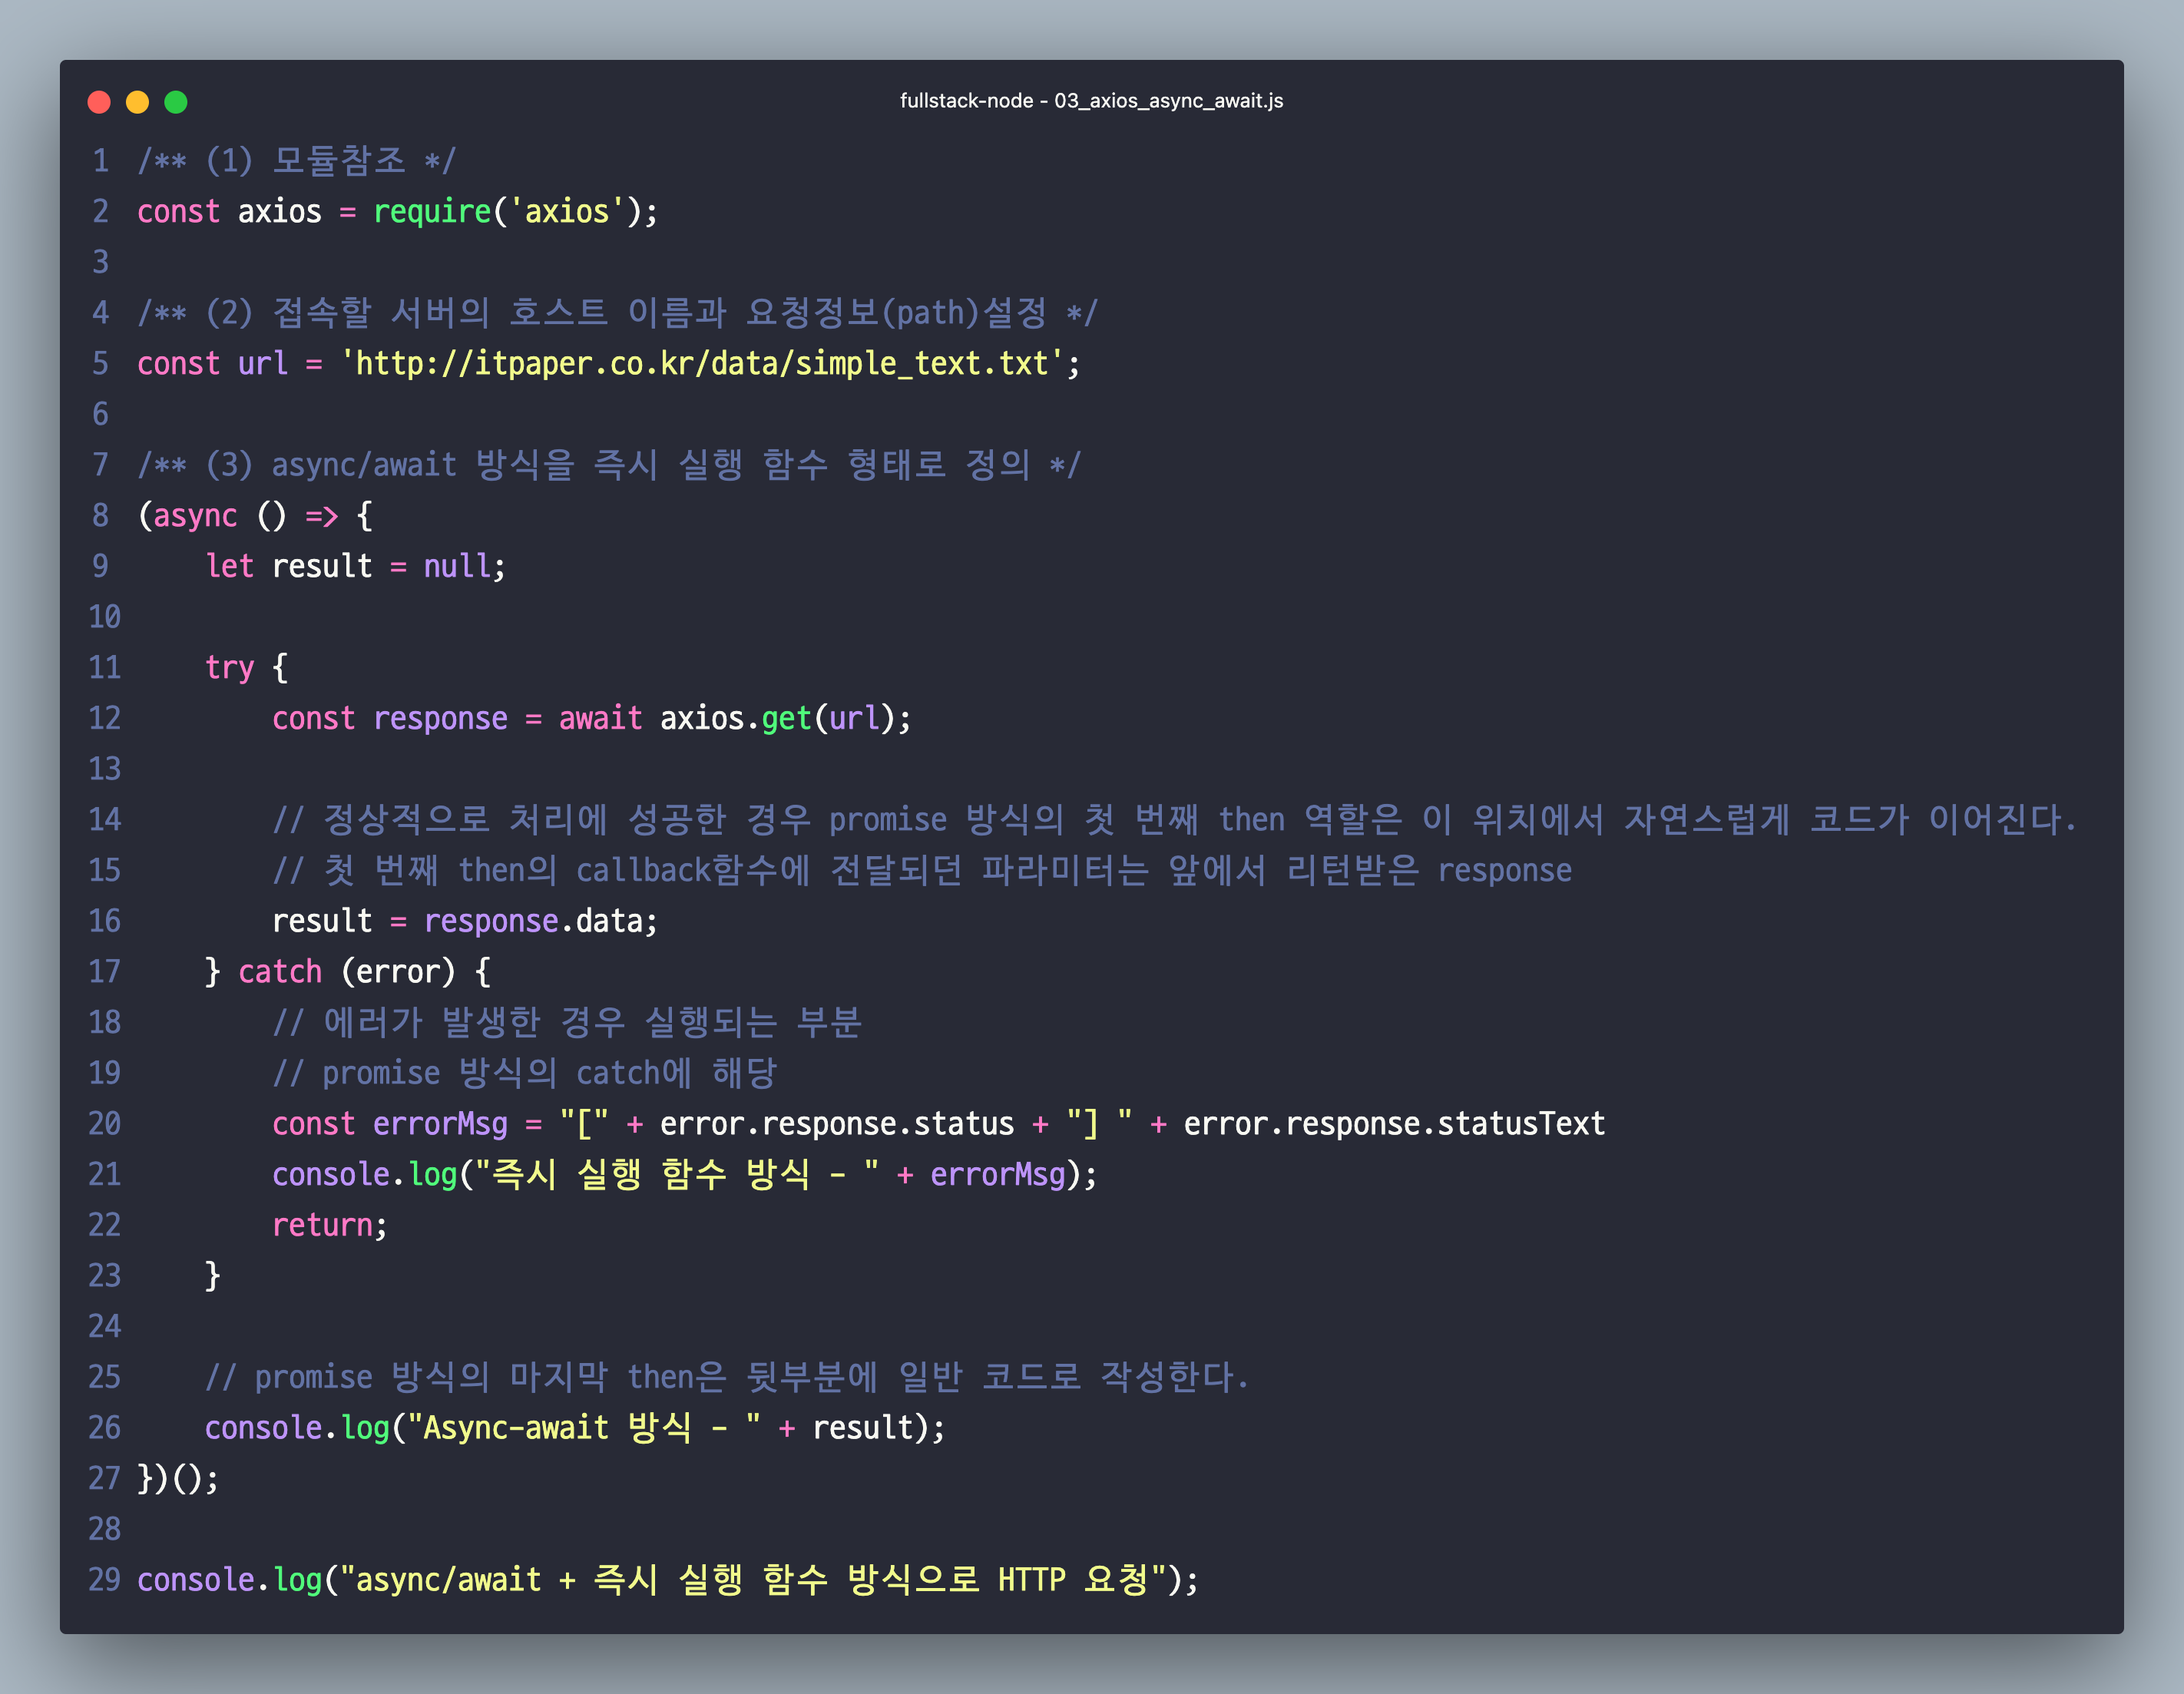 fullstack-node - 03_axios_async_await.js
1 /** (1) 모듈참조 */
2 const axios = require('axios');
3
4 /** (2) 접속할 서버의 호스트 이름과 요청정보(path)설정 */
5 const url = 'http://itpaper.co.kr/data/simple_text.txt';
6
7 /** (3) async/await 방식을 즉시 실행 함수 형태로 정의 */
8 (async () => {
9     let result = null;
10
11     try {
12         const response = await axios.get(url);
13
14         // 정상적으로 처리에 성공한 경우 promise 방식의 첫 번째 then 역할은 이 위치에서 자연스럽게 코드가 이어진다.
15         // 첫 번째 then의 callback함수에 전달되던 파라미터는 앞에서 리턴받은 response
16         result = response.data;
17     } catch (error) {
18         // 에러가 발생한 경우 실행되는 부분
19         // promise 방식의 catch에 해당
20         const errorMsg = "[" + error.response.status + "] " + error.response.statusText
21         console.log("즉시 실행 함수 방식 - " + errorMsg);
22         return;
23     }
24
25     // promise 방식의 마지막 then은 뒷부분에 일반 코드로 작성한다.
26     console.log("Async-await 방식 - " + result);
27 })();
28
29 console.log("async/await + 즉시 실행 함수 방식으로 HTTP 요청");